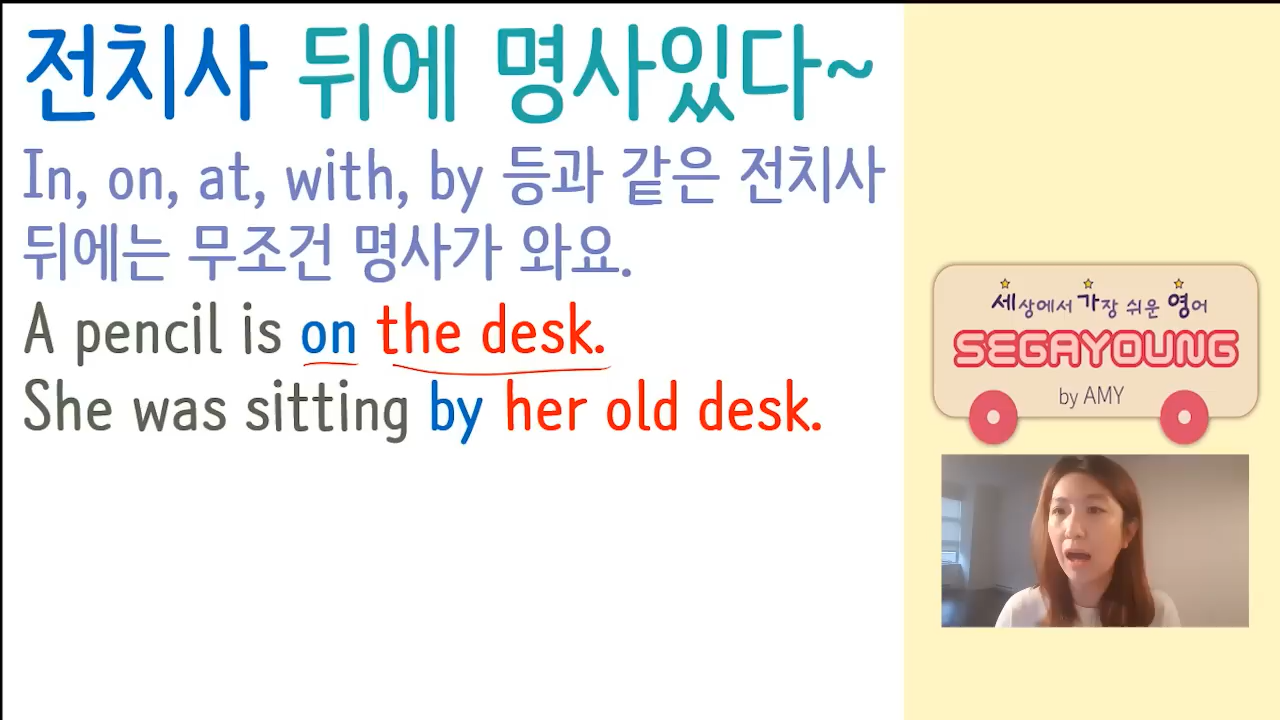 전치사 뒤에 명사있다~
In, on, at, with, by 등과 같은 전치사
뒤에는 무조건 명사가 와요.
A pencil is on the desk.
She was sitting by her old desk.
세상에서 가장 쉬운 영어
SEGAYOUNG
by AMY